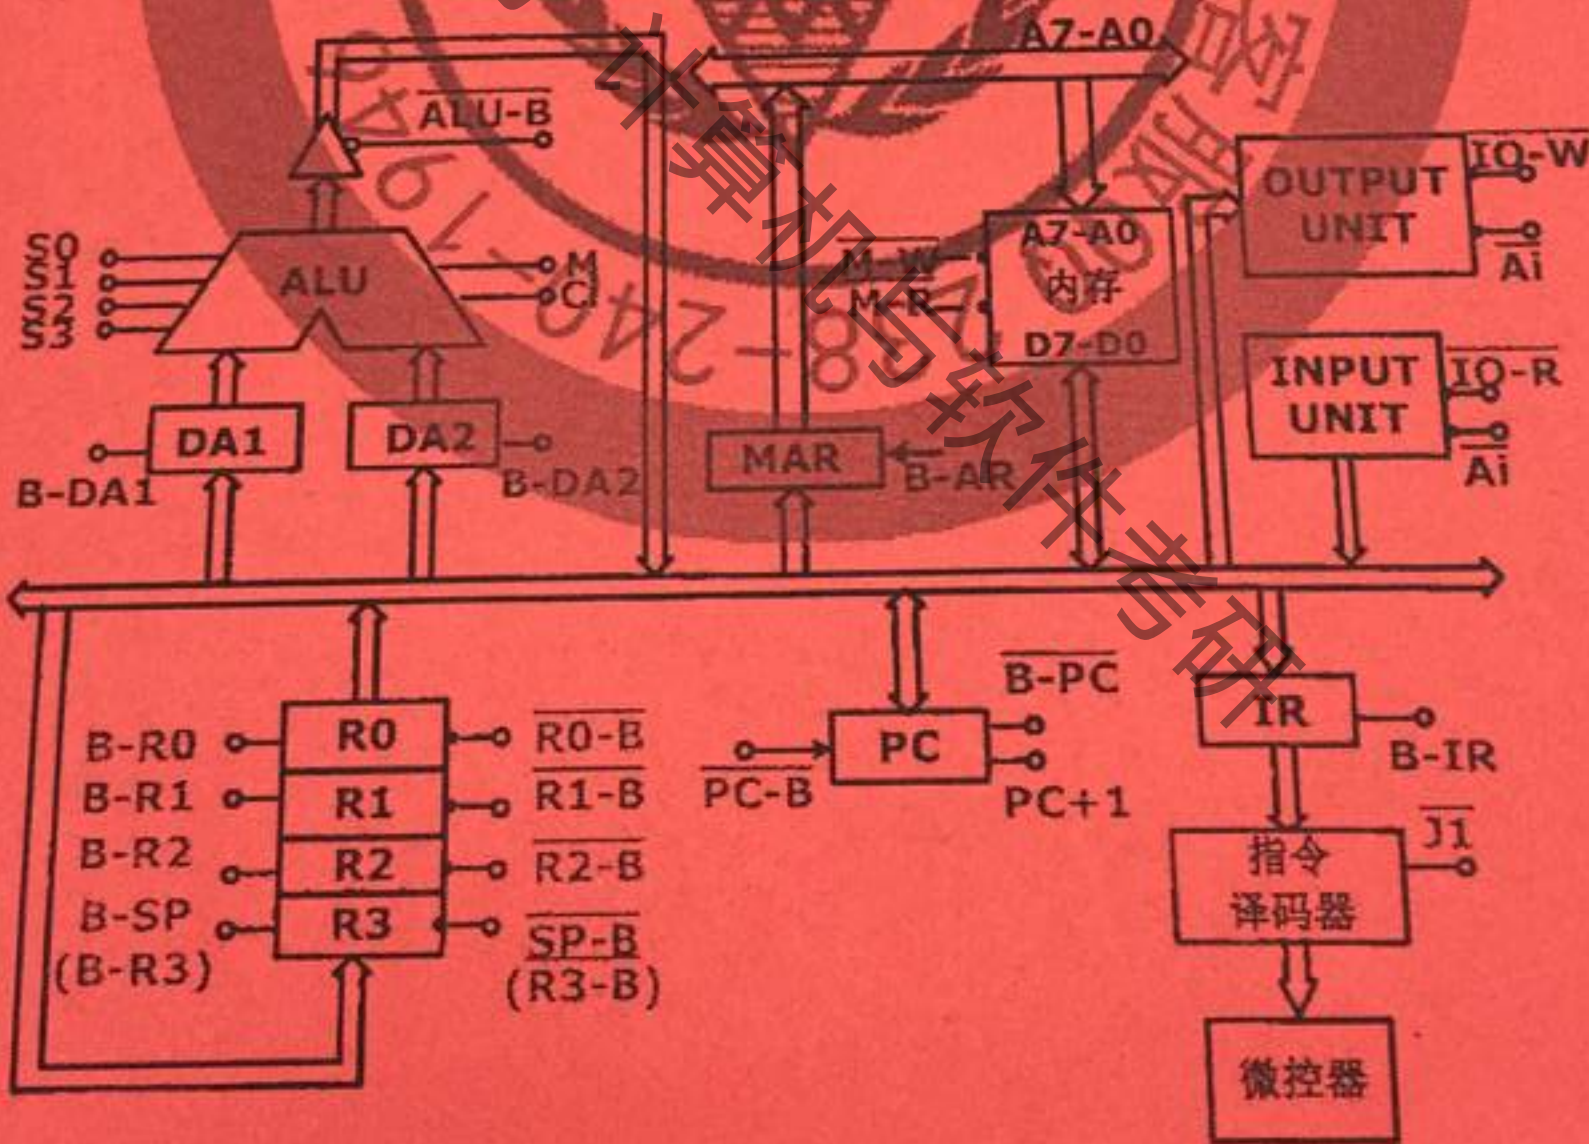 A7-A0
ALU-B
IO-W
OUTPUT
UNIT
Ai
S0
S1
S2
S3
ALU
M
Ci
M-W
M-R
A7-A0
内存
D7-D0
IO-R
INPUT
UNIT
Ai
DA1
DA2
B-DA1
B-DA2
MAR
B-AR
B-PC
PC
PC-B
PC+1
IR
B-IR
J1
指令
译码器
微控器
B-R0
R0
R0-B
B-R1
R1
R1-B
B-R2
R2
R2-B
B-SP
(B-R3)
R3
SP-B
(R3-B)
计算机与软件考研